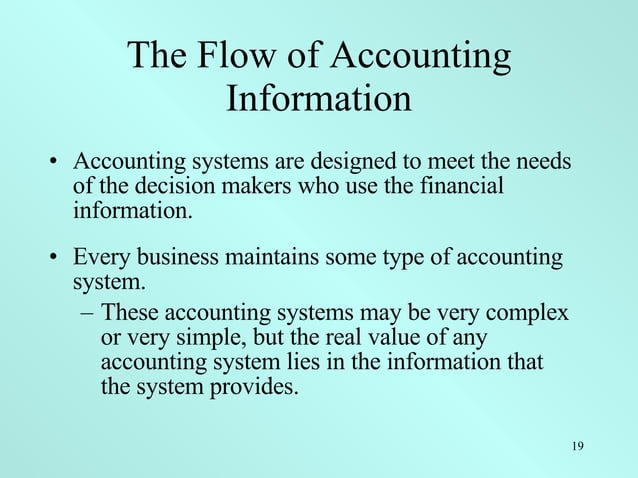 The Flow of Accounting
Information
• Accounting systems are designed to meet the needs
of the decision makers who use the financial
information.
• Every business maintains some type of accounting
system.
– These accounting systems may be very complex
or very simple, but the real value of any
accounting system lies in the information that
the system provides.
19